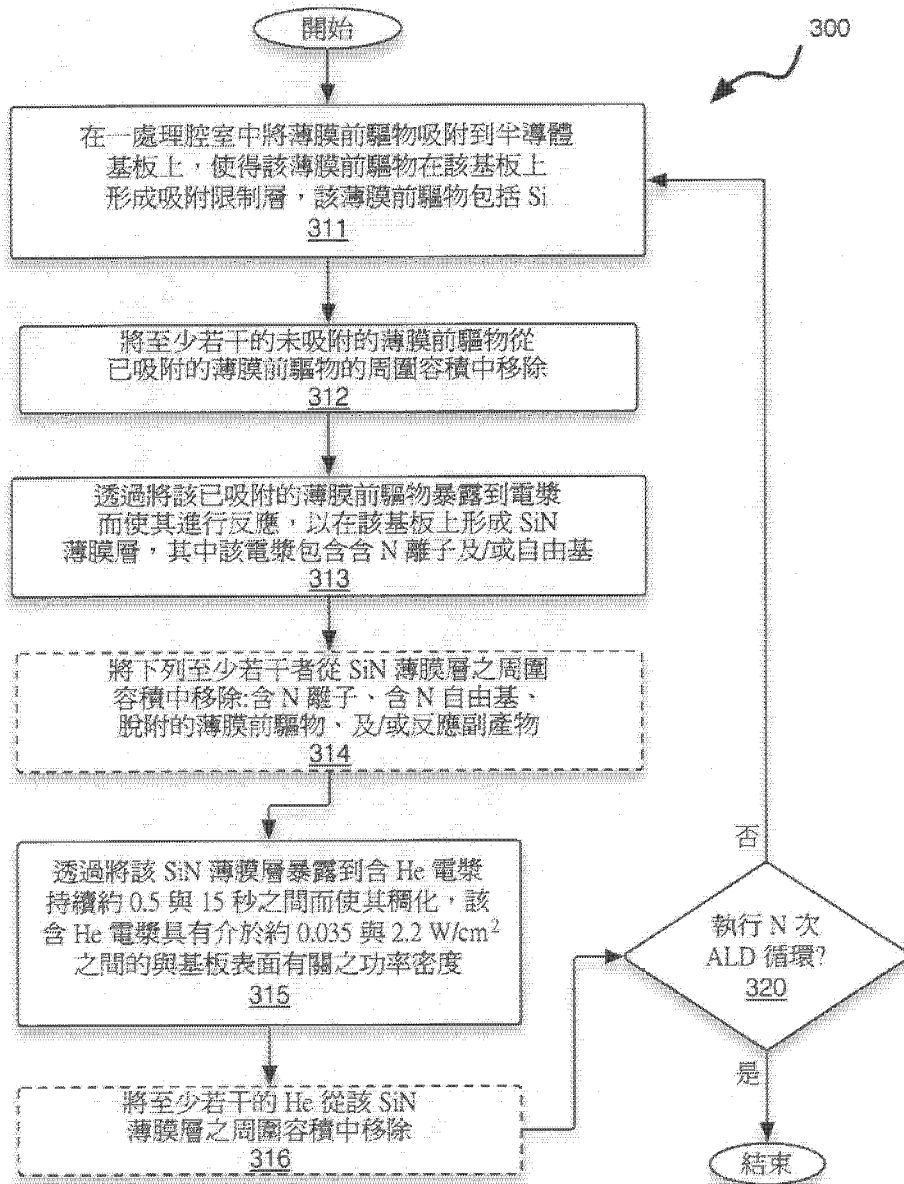 開始
300
在一處理腔室中將薄膜前驅物吸附到半導體
基板上，使得該薄膜前驅物在該基板上
形成吸附限制層，該薄膜前驅物包括 Si
311
將至少若干的未吸附的薄膜前驅物從
已吸附的薄膜前驅物的周圍容積中移除
312
透過將該已吸附的薄膜前驅物暴露到電漿
而使其進行反應，以在該基板上形成 SiN
薄膜層，其中該電漿包含含 N 離子及/或自由基
313
將下列至少若干者從 SiN 薄膜層之周圍
容積中移除:含 N 離子、含 N 自由基、
脫附的薄膜前驅物、及/或反應副產物
314
透過將該 SiN 薄膜層暴露到含 He 電漿
持續約 0.5 與 15 秒之間而使其稠化，該
含 He 電漿具有介於約 0.035 與 2.2 W/cm²
之間的與基板表面有關之功率密度
315
將至少若干的 He 從該 SiN
薄膜層之周圍容積中移除
316
否
執行 N 次
ALD 循環?
320
是
結束